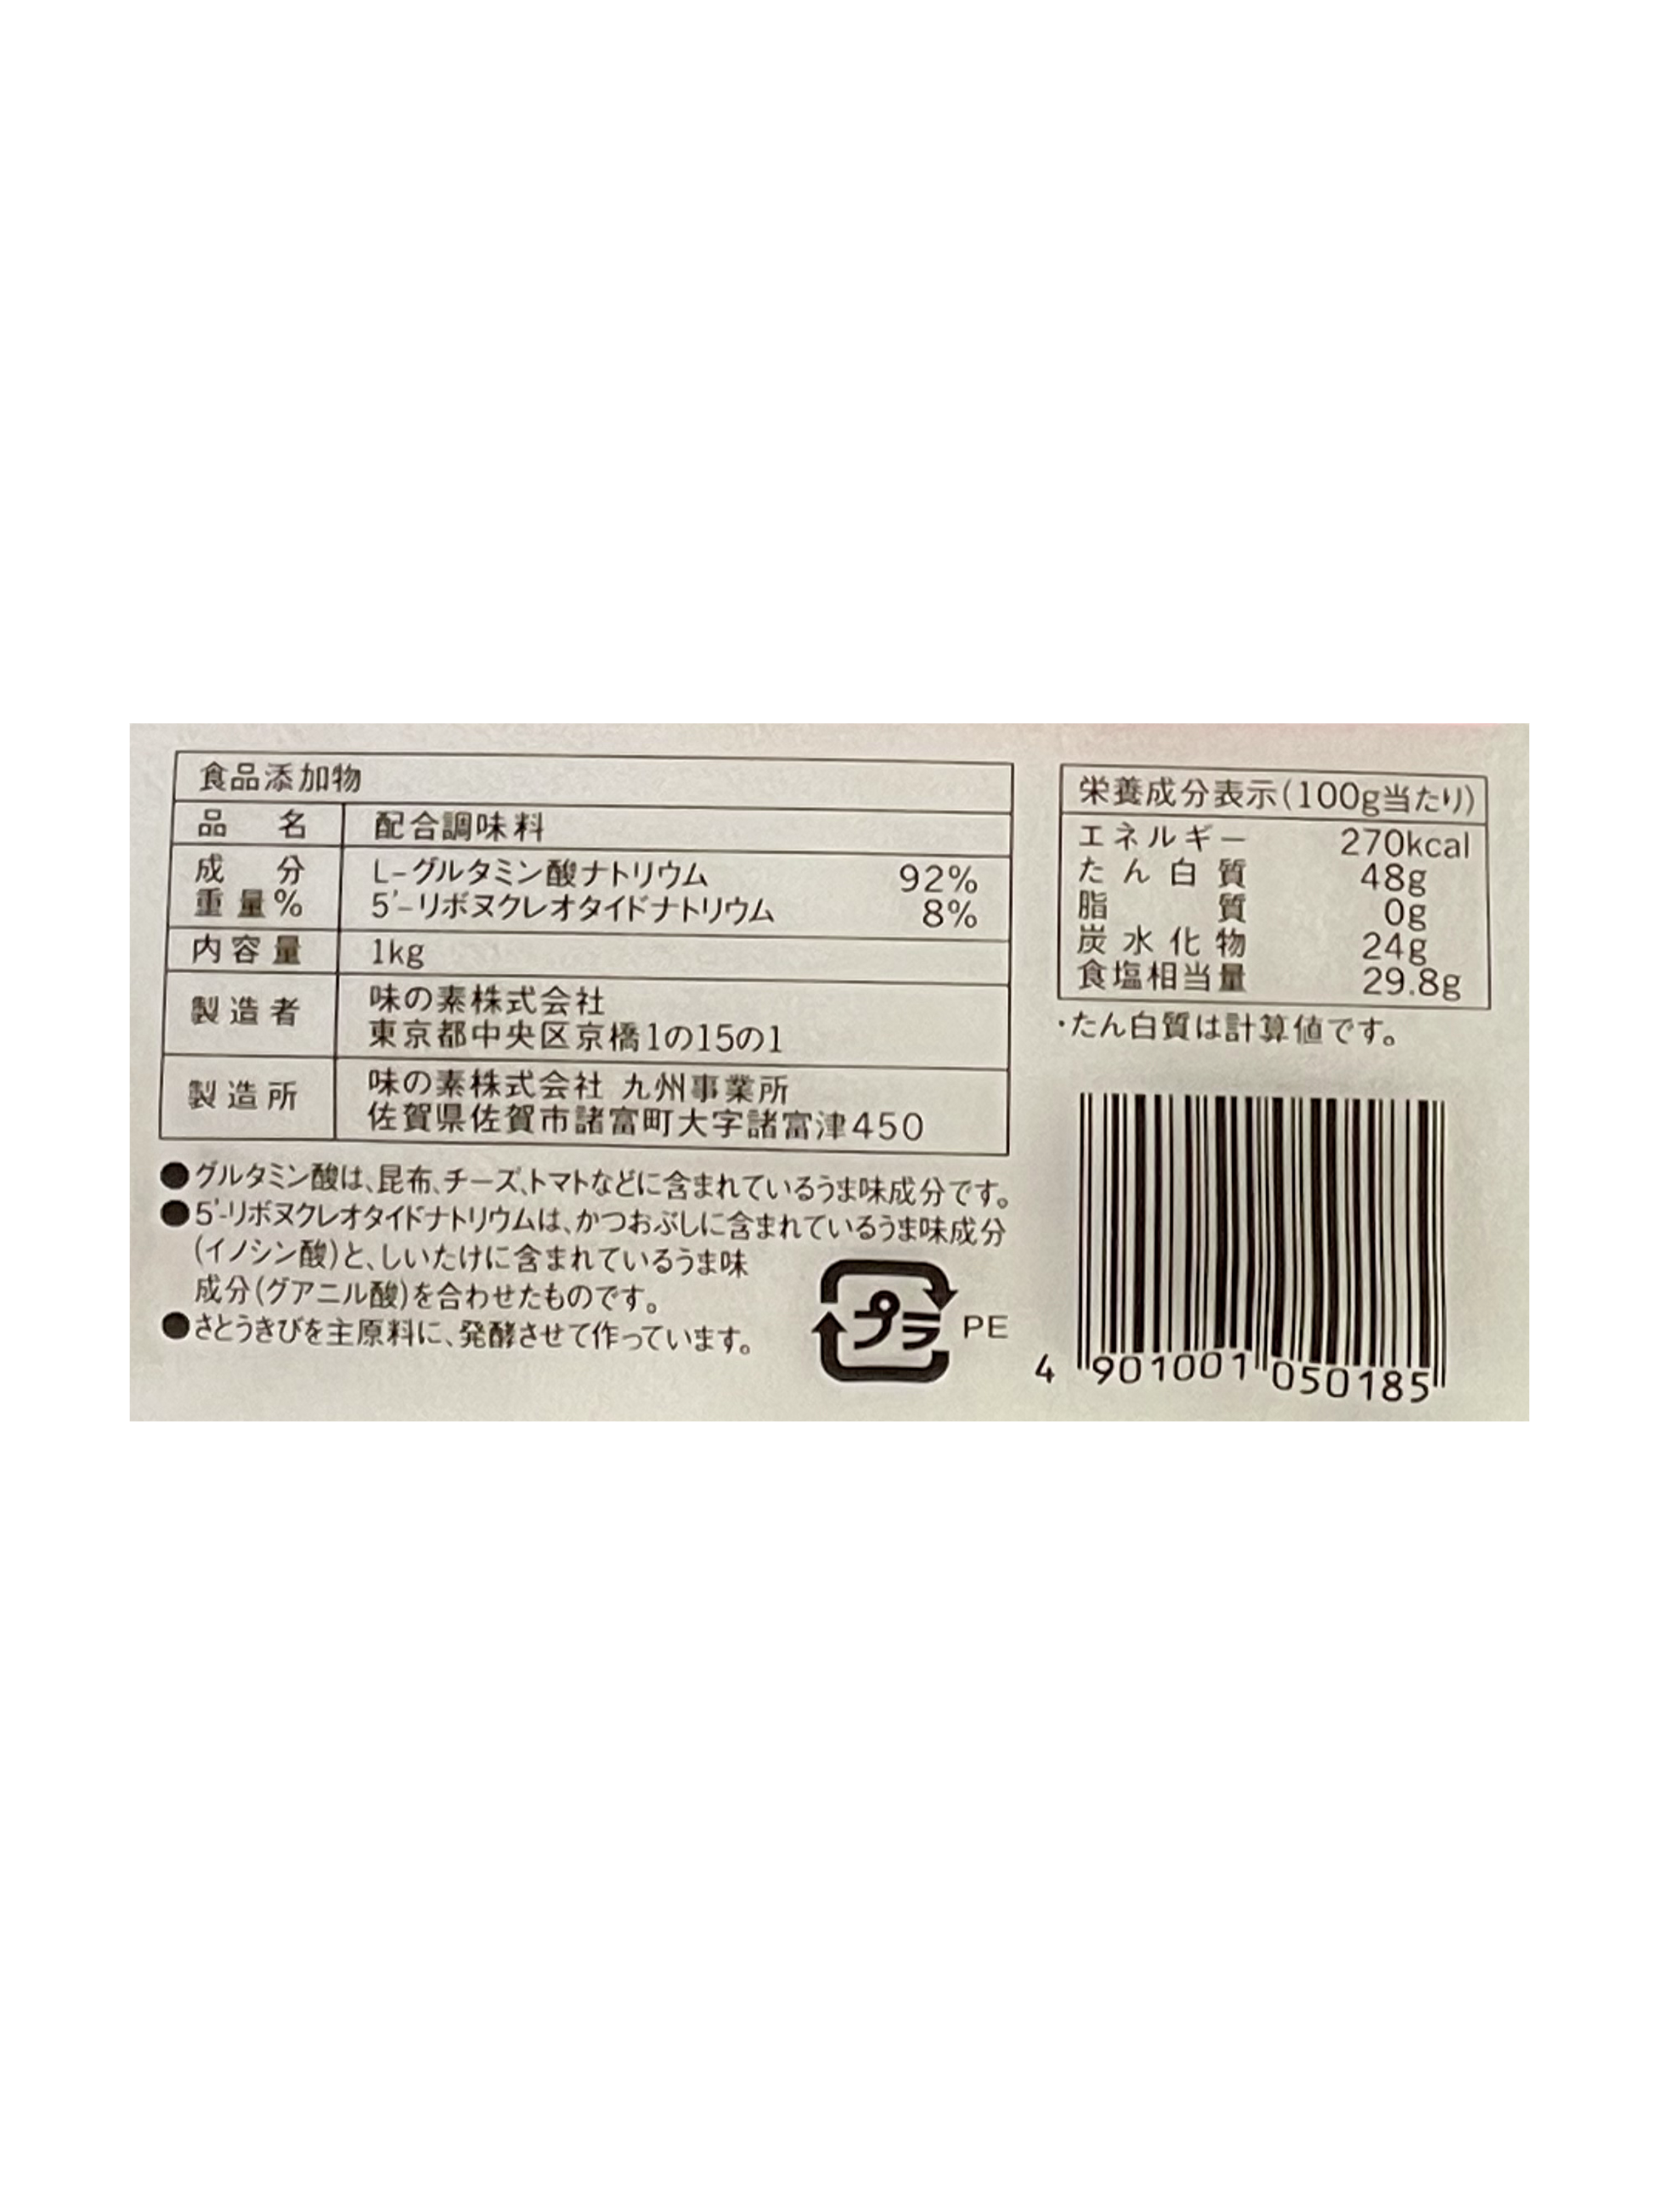 食品添加物
品名 配合調味料
成分 L-グルタミン酸ナトリウム 92%
重量% 5'-リボヌクレオタイドナトリウム 8%
内容量 1kg
製造者 味の素株式会社
東京都中央区京橋1の15の1
製造所 味の素株式会社 九州事業所
佐賀県佐賀市諸富町大字諸富津450
●グルタミン酸は、昆布、チーズ、トマトなどに含まれているうま味成分です。
●5'-リボヌクレオタイドナトリウムは、かつおぶしに含まれているうま味成分
(イノシン酸)と、しいたけに含まれているうま味
成分(グアニル酸)を合わせたものです。
●さとうきびを主原料に、発酵させて作っています。
プラ PE
栄養成分表示(100g当たり)
エネルギー 270kcal
たん白質 48g
脂質 0g
炭水化物 24g
食塩相当量 29.8g
・たん白質は計算値です。
4 901001 050185